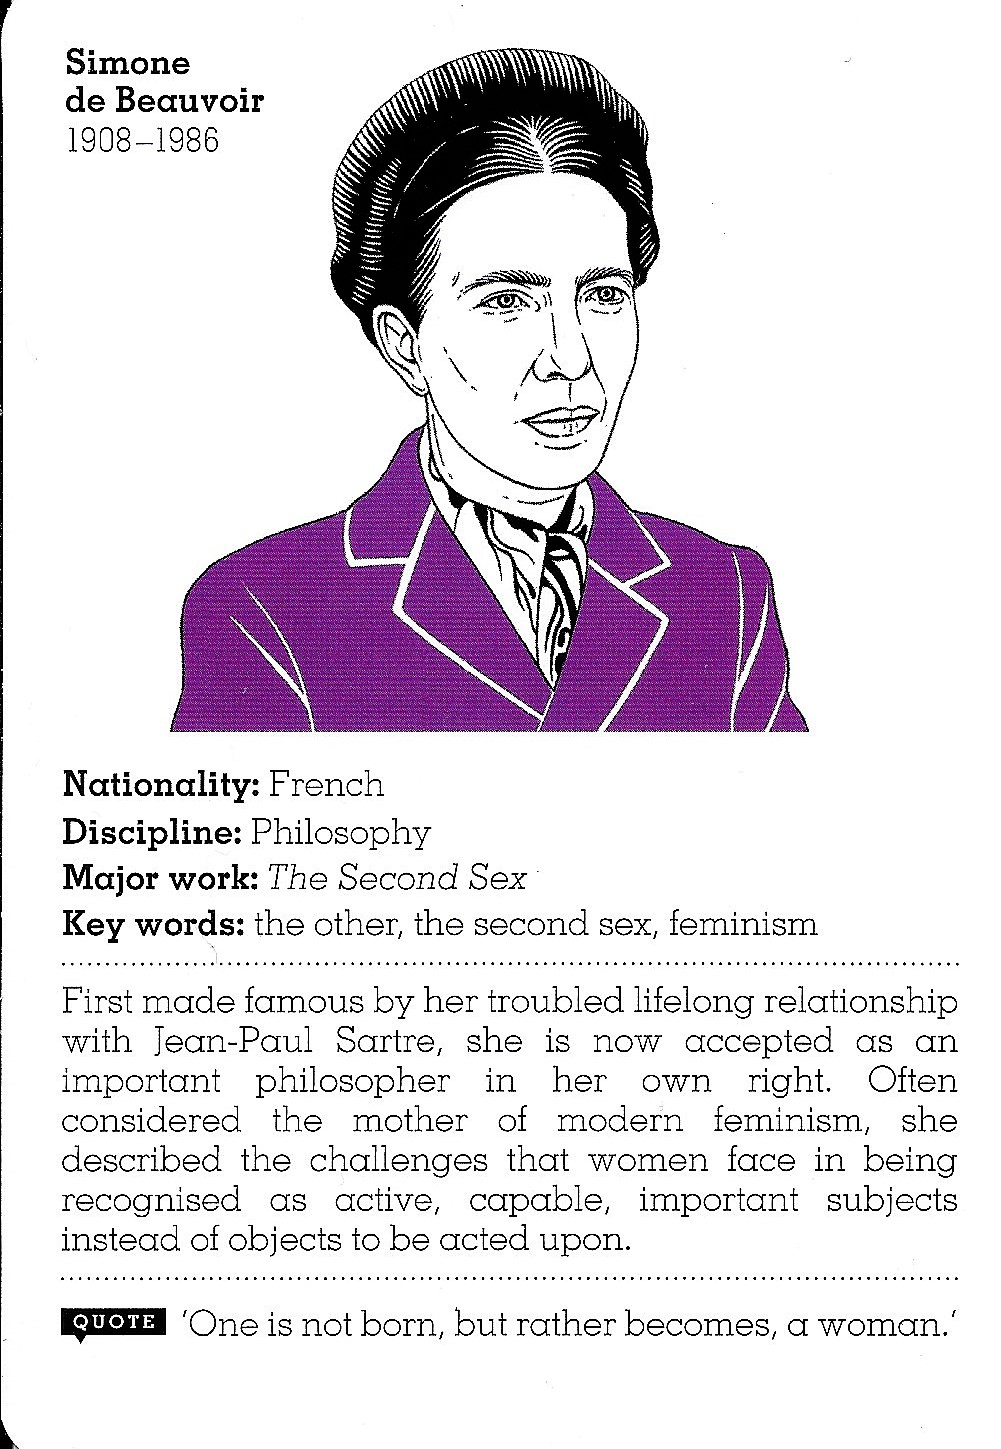 Simone
de Beauvoir
1908–1986
Nationality: French
Discipline: Philosophy
Major work: The Second Sex
Key words: the other, the second sex, feminism
First made famous by her troubled lifelong relationship
with Jean-Paul Sartre, she is now accepted as an
important philosopher in her own right. Often
considered the mother of modern feminism, she
described the challenges that women face in being
recognised as active, capable, important subjects
instead of objects to be acted upon.
QUOTE 'One is not born, but rather becomes, a woman.'